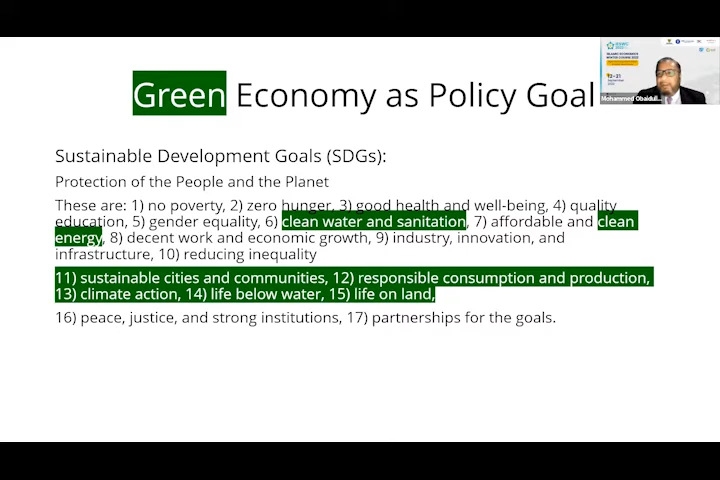 Green Economy as Policy Goal
Sustainable Development Goals (SDGs):
Protection of the People and the Planet
These are: 1) no poverty, 2) zero hunger, 3) good health and well-being, 4) quality
education, 5) gender equality, 6) clean water and sanitation, 7) affordable and clean
energy, 8) decent work and economic growth, 9) industry, innovation, and
infrastructure, 10) reducing inequality
11) sustainable cities and communities, 12) responsible consumption and production,
13) climate action, 14) life below water, 15) life on land,
16) peace, justice, and strong institutions, 17) partnerships for the goals.
Mohammed Obaidull...